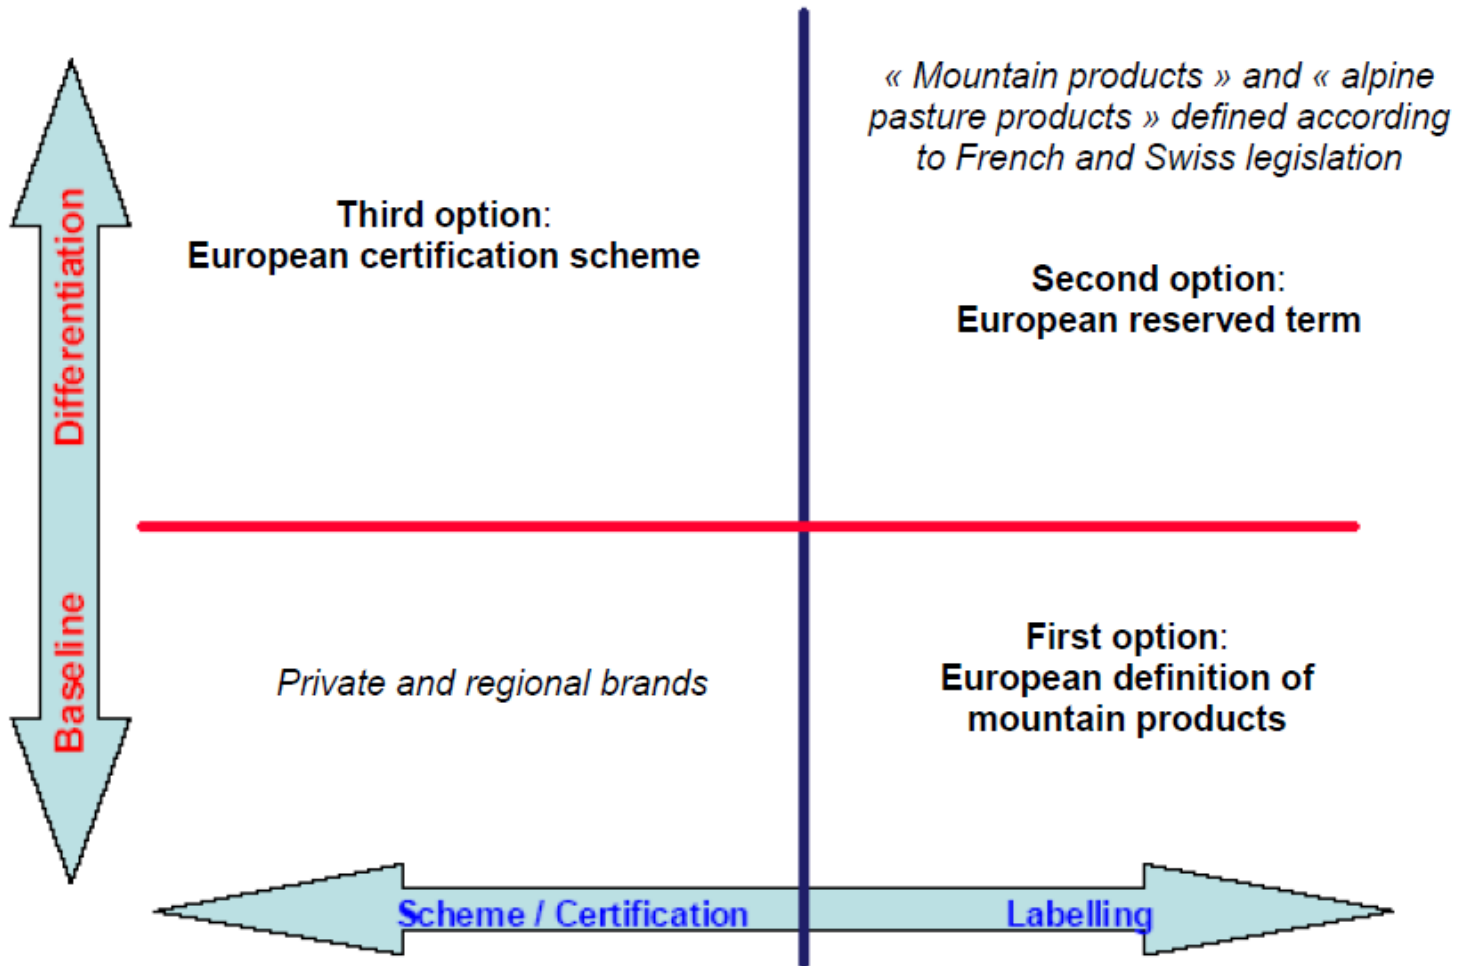 « Mountain products » and « alpine
pasture products » defined according
to French and Swiss legislation
Third option:
European certification scheme
Second option:
European reserved term
Differentiation
Baseline
Private and regional brands
First option:
European definition of
mountain products
Scheme / Certification
Labelling